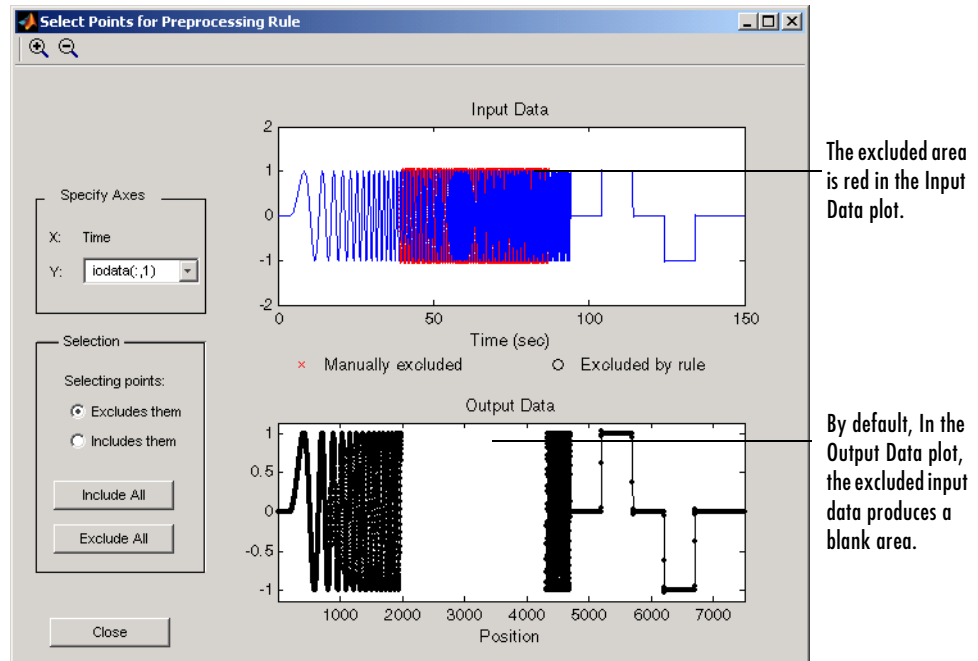 Select Points for Preprocessing Rule
Input Data
2
1
0
-1
-2
0
50
100
150
Time (sec)
× Manually excluded
O Excluded by rule
Specify Axes
X: Time
Y: iodata(:,1)
Selection
Selecting points:
Excludes them
Includes them
Include All
Exclude All
Close
Output Data
1
0.5
0
-0.5
-1
1000
2000
3000
4000
5000
6000
7000
Position
The excluded area
is red in the Input
Data plot.
By default, In the
Output Data plot,
the excluded input
data produces a
blank area.